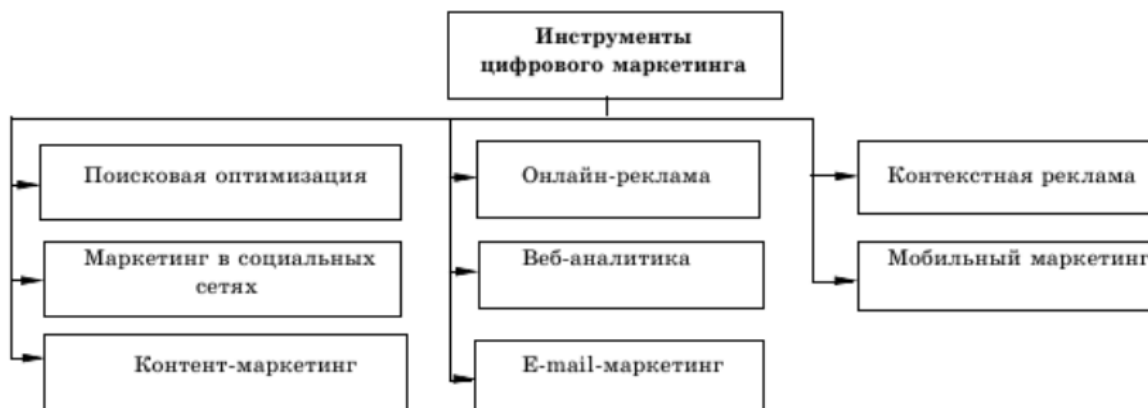 Инструменты
цифрового маркетинга
Поисковая оптимизация
Онлайн-реклама
Контекстная реклама
Маркетинг в социальных
сетях
Веб-аналитика
Мобильный маркетинг
Контент-маркетинг
E-mail-маркетинг